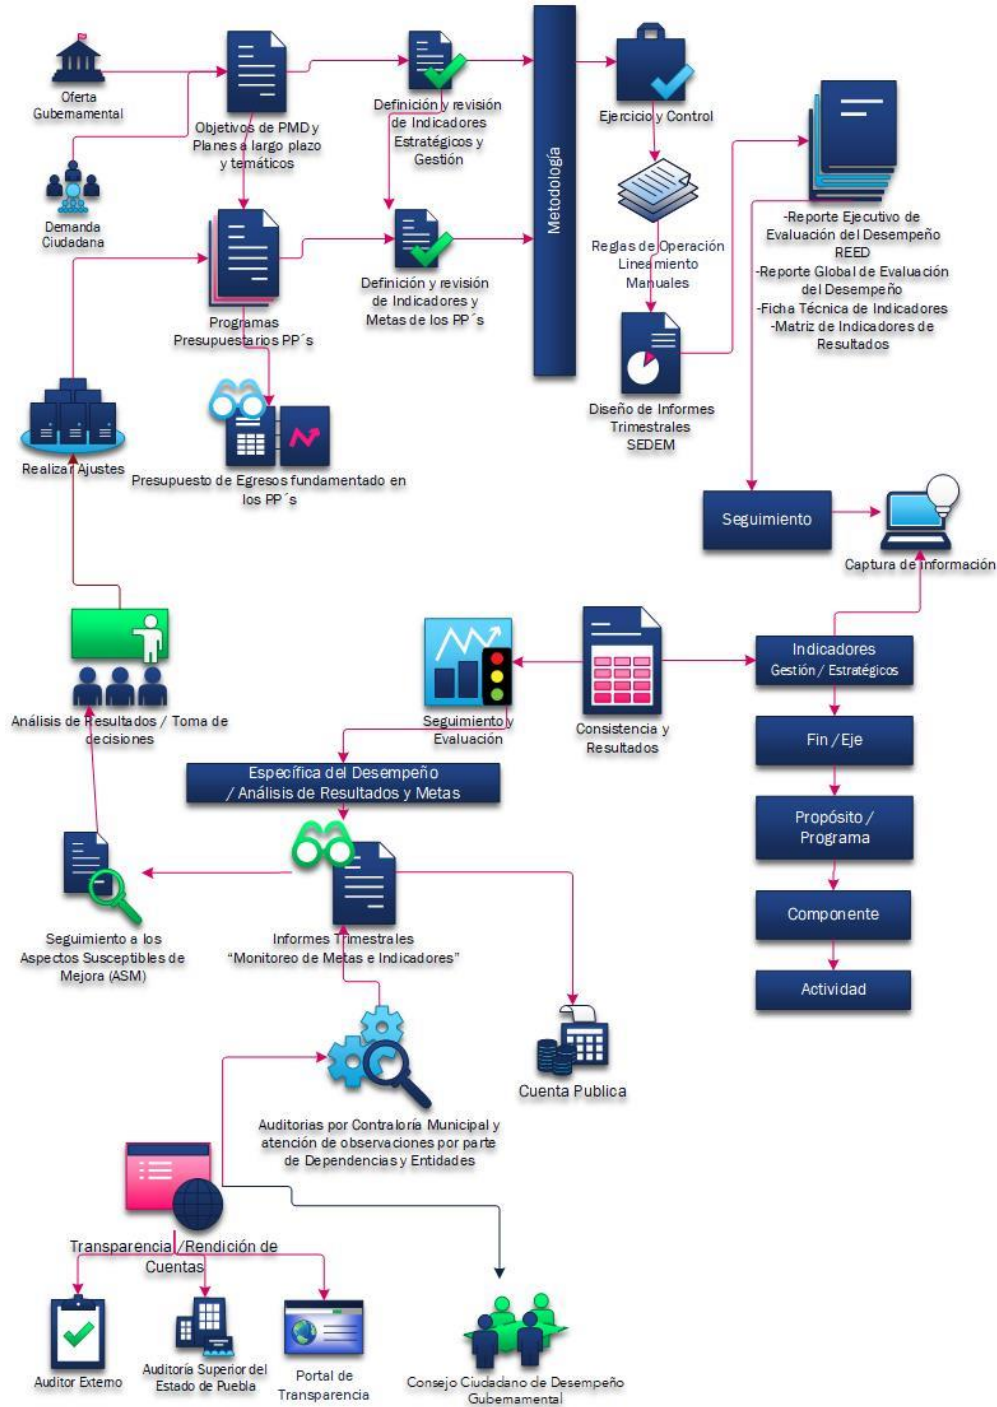 Oferta
Gubernamental
Objetivos de PMD y
Planes a largo plazo
y temáticos
Definición y revisión
de Indicadores
Estratégicos y
Gestión
Metodología
Ejercicio y Control
Demanda
Ciudadana
Reglas de Operación
Lineamiento
Manuales
-Reporte Ejecutivo de
Evaluación del Desempeño
REED
-Reporte Global de Evaluación
del Desempeño
-Ficha Técnica de Indicadores
-Matriz de Indicadores de
Resultados
Programas
Presupuestarios PP´s
Definición y revisión
de Indicadores y
Metas de los PP´s
Diseño de Informes
Trimestrales
SEDEM
Realizar Ajustes
Presupuesto de Egresos fundamentado en
los PP´s
Seguimiento
Captura de información
Análisis de Resultados / Toma de
decisiones
Seguimiento y
Evaluación
Consistencia y
Resultados
Indicadores
Gestión / Estratégicos
Fin / Eje
Propósito /
Programa
Componente
Actividad
Específica del Desempeño
/ Análisis de Resultados y Metas
Seguimiento a los
Aspectos Susceptibles de
Mejora (ASM)
Informes Trimestrales
“Monitoreo de Metas e Indicadores”
Cuenta Publica
Auditorias por Contraloría Municipal y
atención de observaciones por parte
de Dependencias y Entidades
Transparencia /Rendición de
Cuentas
Auditor Externo
Auditoría Superior del
Estado de Puebla
Portal de
Transparencia
Consejo Ciudadano de Desempeño
Gubernamental